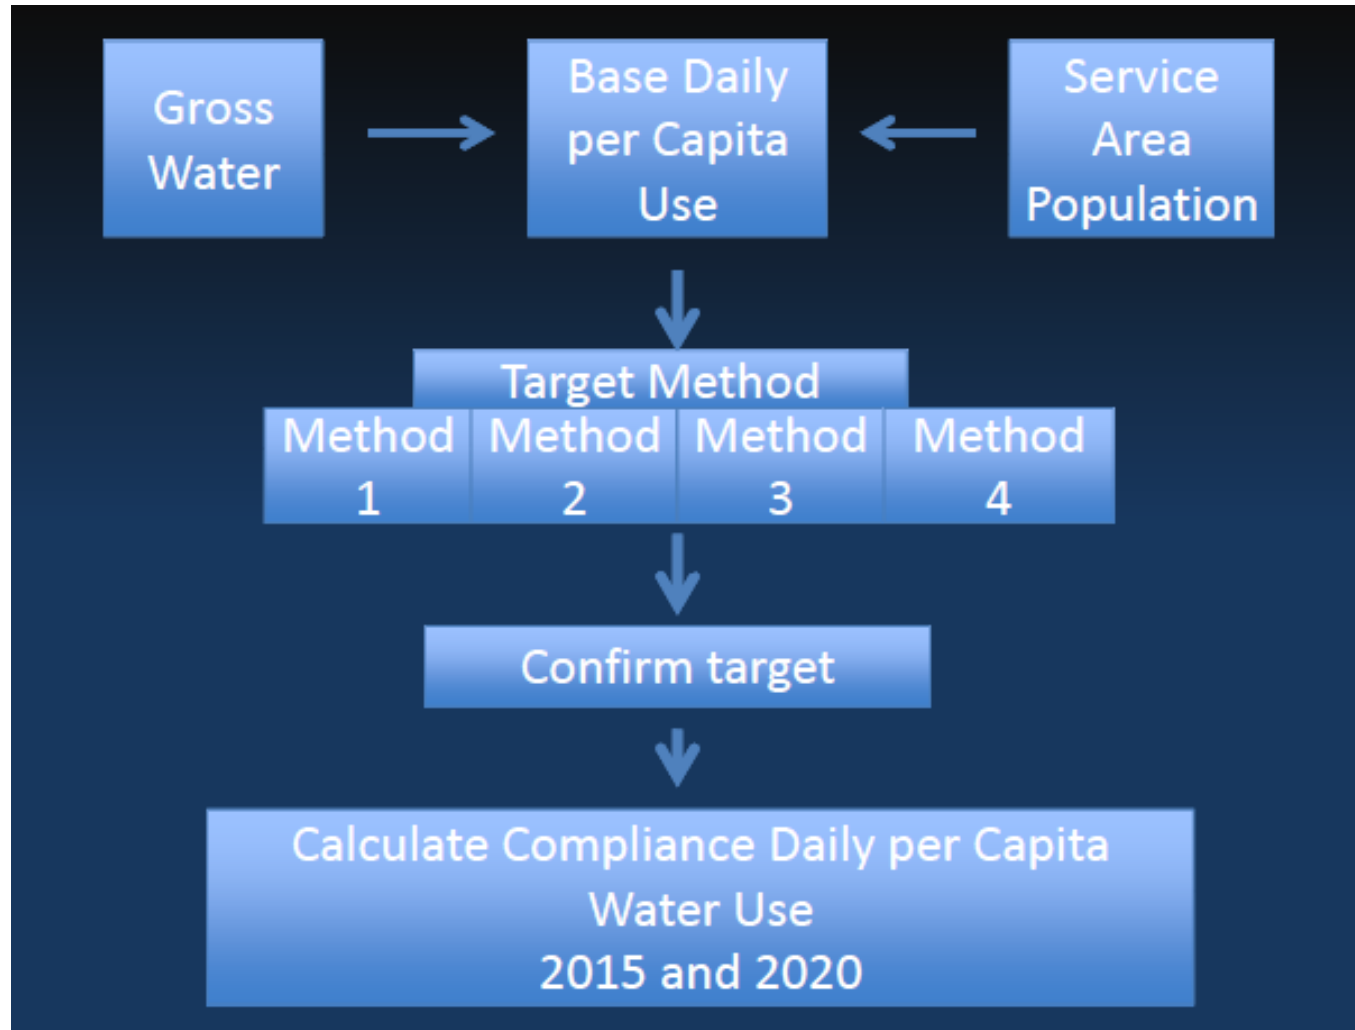 Gross
Water
Base Daily
per Capita
Use
Service
Area
Population
Target Method
Method
1
Method
2
Method
3
Method
4
Confirm target
Calculate Compliance Daily per Capita
Water Use
2015 and 2020